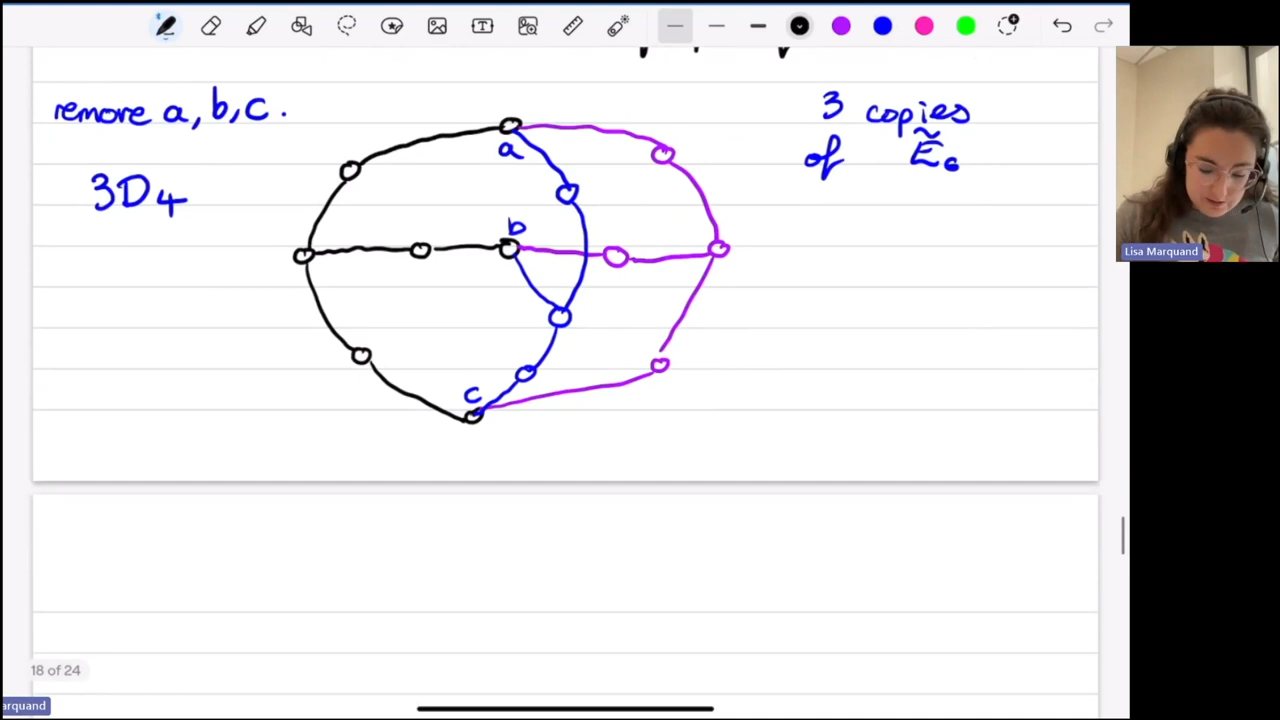 remove a, b, c.
3 copies
of Ẽ₆
3D₄
a
b
c
Lisa Marquand
18 of 24
arquand